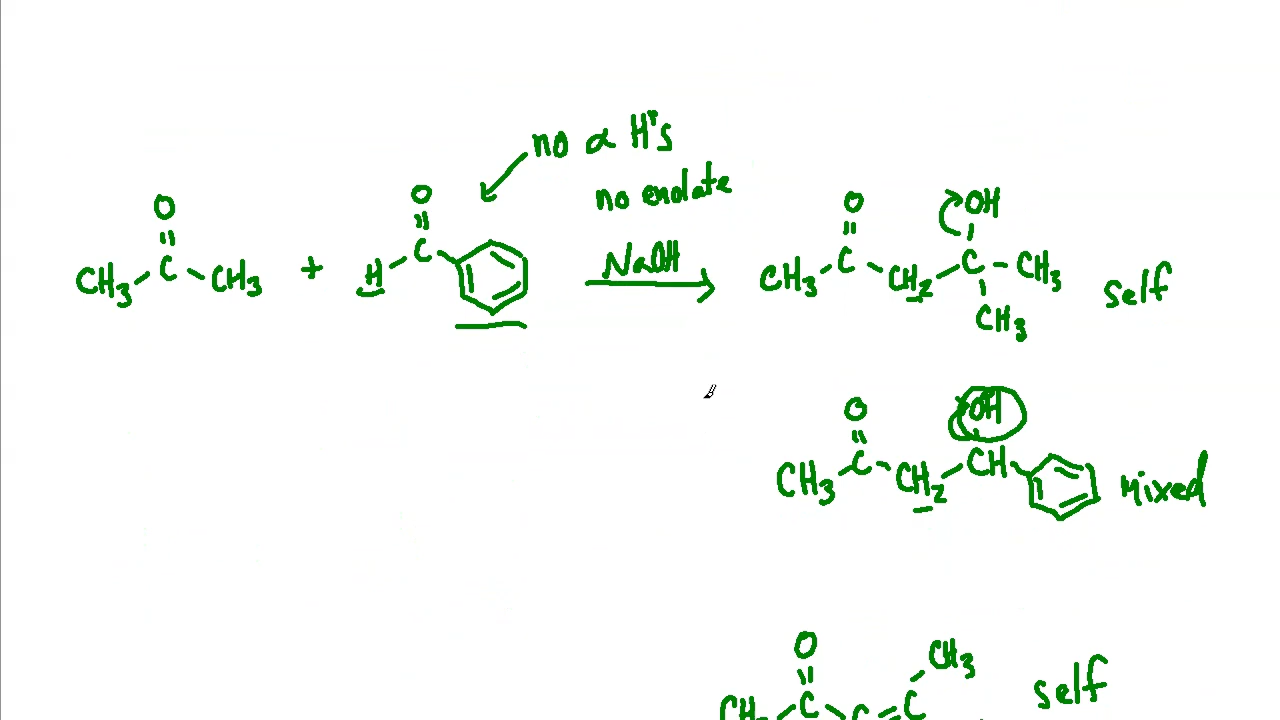 no α H's
no enolate
O
CH3 - C - CH3 + H - C
O
NaOH
O OH
CH3 - C - CH2 - C - CH3 self
CH3
O OH
CH3 - C - CH2 - CH mixed
O CH3
CH3 - C - C = C self